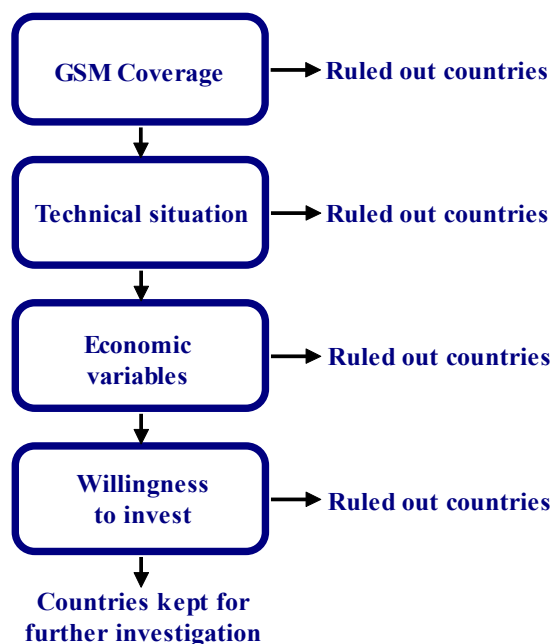 GSM Coverage
Ruled out countries
Technical situation
Ruled out countries
Economic
variables
Ruled out countries
Willingness
to invest
Ruled out countries
Countries kept for
further investigation